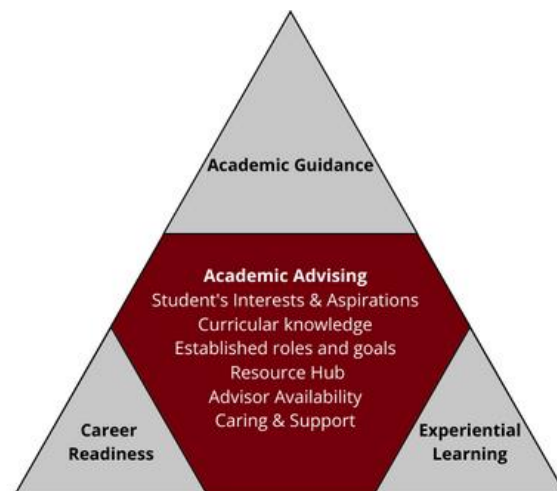 Academic Guidance
Academic Advising
Student's Interests & Aspirations
Curricular knowledge
Established roles and goals
Resource Hub
Advisor Availability
Caring & Support
Career
Readiness
Experiential
Learning